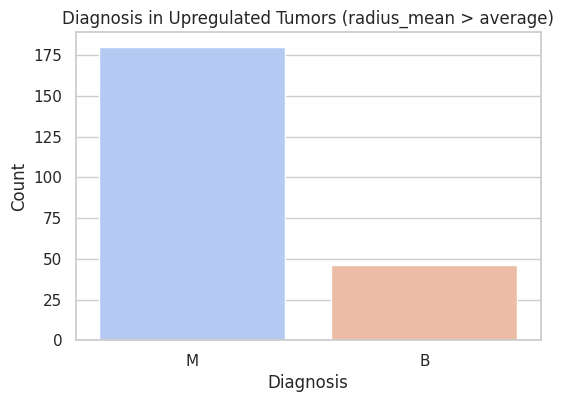 Diagnosis in Upregulated Tumors (radius_mean > average)
175
150
125
100
75
50
25
0
Count
M
B
Diagnosis